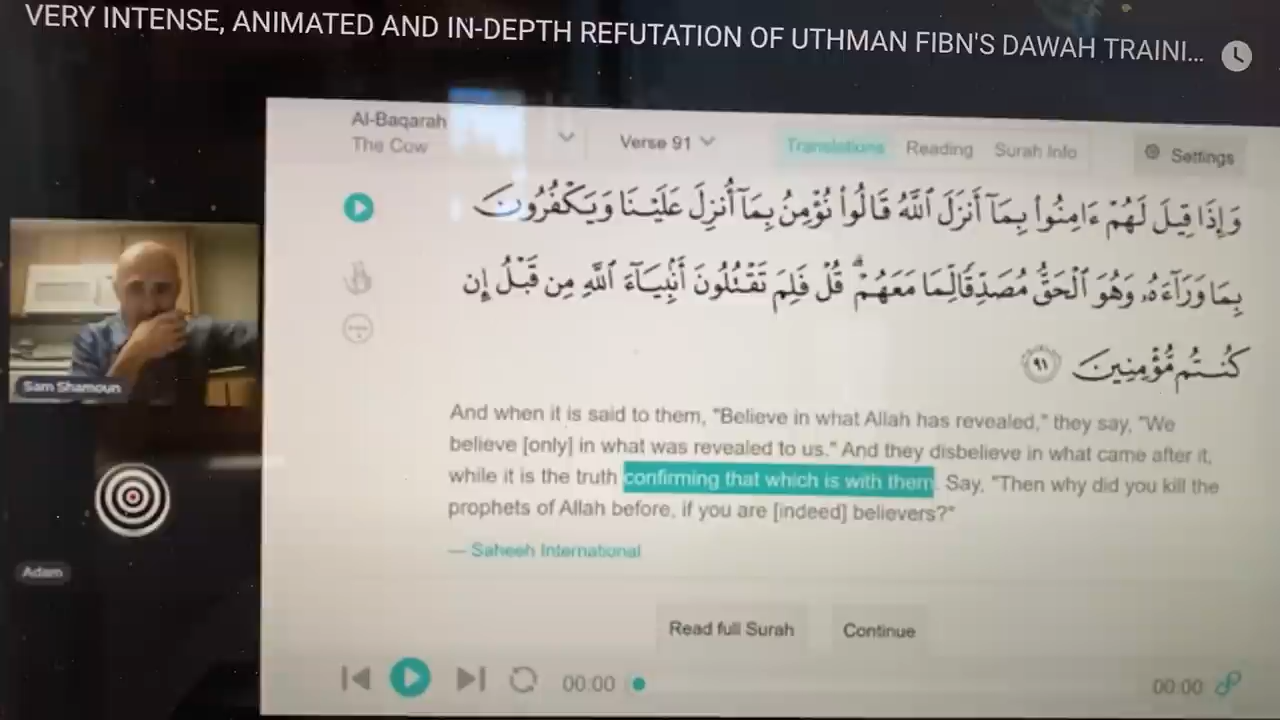 VERY INTENSE, ANIMATED AND IN-DEPTH REFUTATION OF UTHMAN FIBN'S DAWAH TRAINI...
Al-Baqarah
The Cow
Verse 91
Translations
Reading
Surah Info
Settings
وَإِذَا قِيلَ لَهُمْ ءَامِنُوا۟ بِمَآ أَنزَلَ ٱللَّهُ قَالُوا۟ نُؤْمِنُ بِمَآ أُنزِلَ عَلَيْنَا وَيَكْفُرُونَ
بِمَا وَرَآءَهُۥ وَهُوَ ٱلْحَقُّ مُصَدِّقًا لِّمَا مَعَهُمْ ۗ قُلْ فَلِمَ تَقْتُلُونَ أَنۢبِيَآءَ ٱللَّهِ مِن قَبْلُ إِن
كُنتُم مُّؤْمِنِينَ ٩١
And when it is said to them, "Believe in what Allah has revealed," they say, "We
believe [only] in what was revealed to us." And they disbelieve in what came after it,
while it is the truth confirming that which is with them. Say, "Then why did you kill the
prophets of Allah before, if you are [indeed] believers?"
— Saheeh International
Sam Shamoun
Adam
Read full Surah
Continue
00:00
00:00